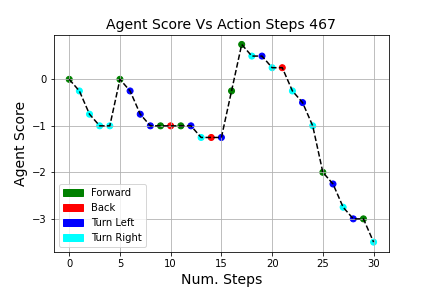 Agent Score Vs Action Steps 467
Agent Score
0
−1
−2
−3
Forward
Back
Turn Left
Turn Right
0 5 10 15 20 25 30
Num. Steps